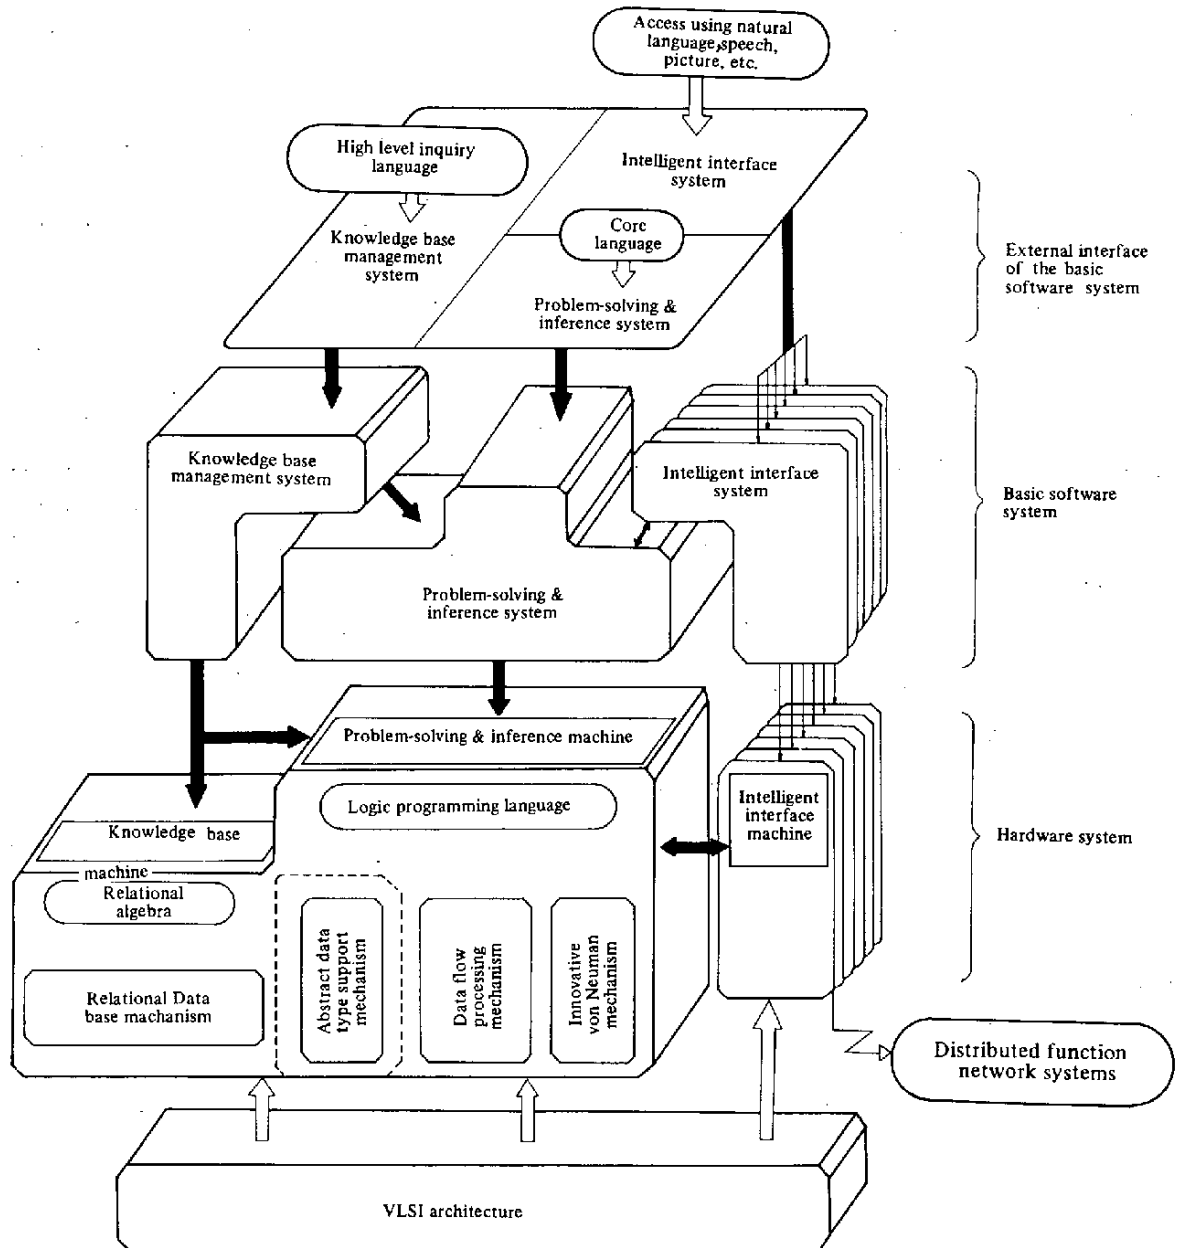 Access using natural
language,speech,
picture, etc.
High level inquiry
language
Intelligent interface
system
Knowledge base
management
system
Core
language
Problem-solving &
inference system
External interface
of the basic
software system
Knowledge base
management system
Intelligent interface
system
Problem-solving &
inference system
Basic software
system
Problem-solving & inference machine
Logic programming language
Knowledge base
machine
Relational
algebra
Relational Data
base machanism
Abstract data
type support
mechanism
Data flow
processing
mechanism
Innovative
von Neuman
mechanism
Intelligent
interface
machine
Hardware system
Distributed function
network systems
VLSI architecture